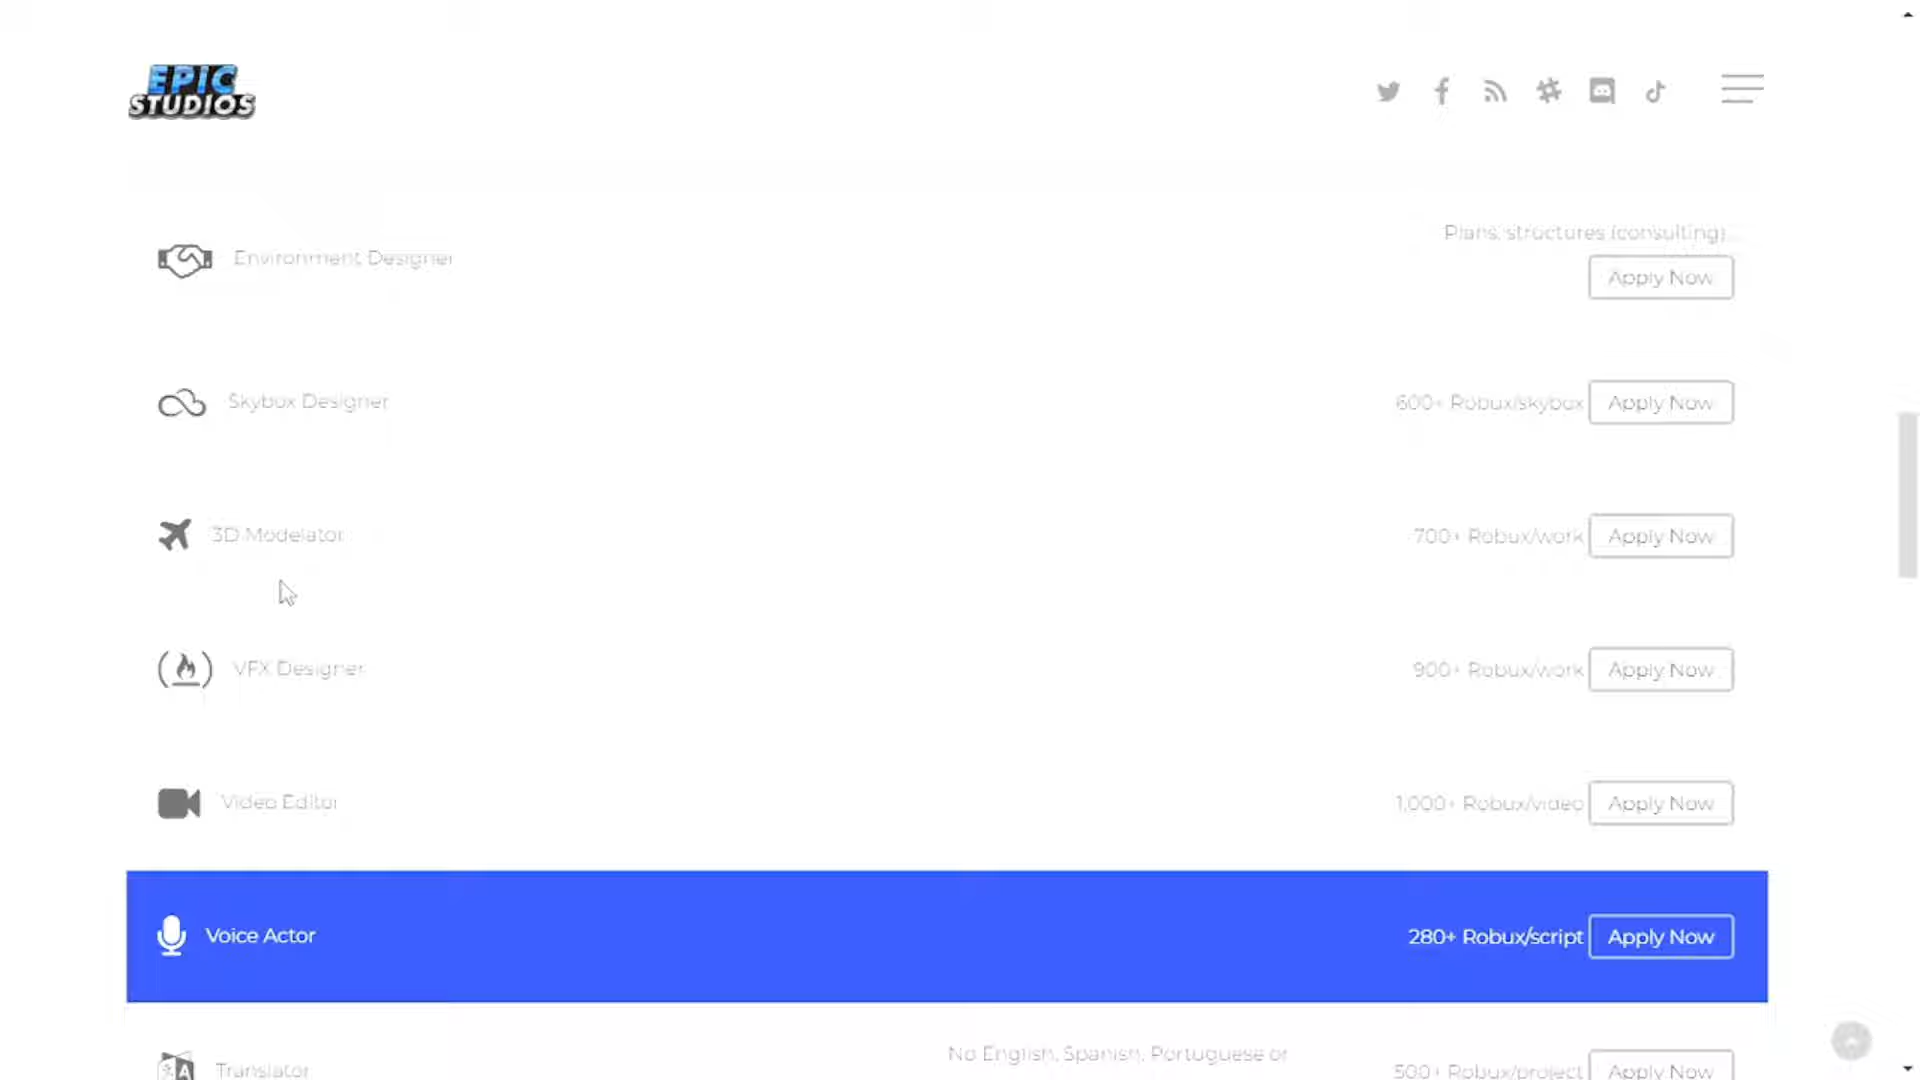 EPIC
STUDIOS
Plans, structures (consulting)...
Environment Designer
Apply Now
Skybox Designer
600+ Robux/skybox
Apply Now
3D Modelator
700+ Robux/work
Apply Now
VFX Designer
900+ Robux/work
Apply Now
Video Editor
1,000+ Robux/video
Apply Now
Voice Actor
280+ Robux/script
Apply Now
No English, Spanish, Portuguese or
Translator
500+ Robux/project
Apply Now